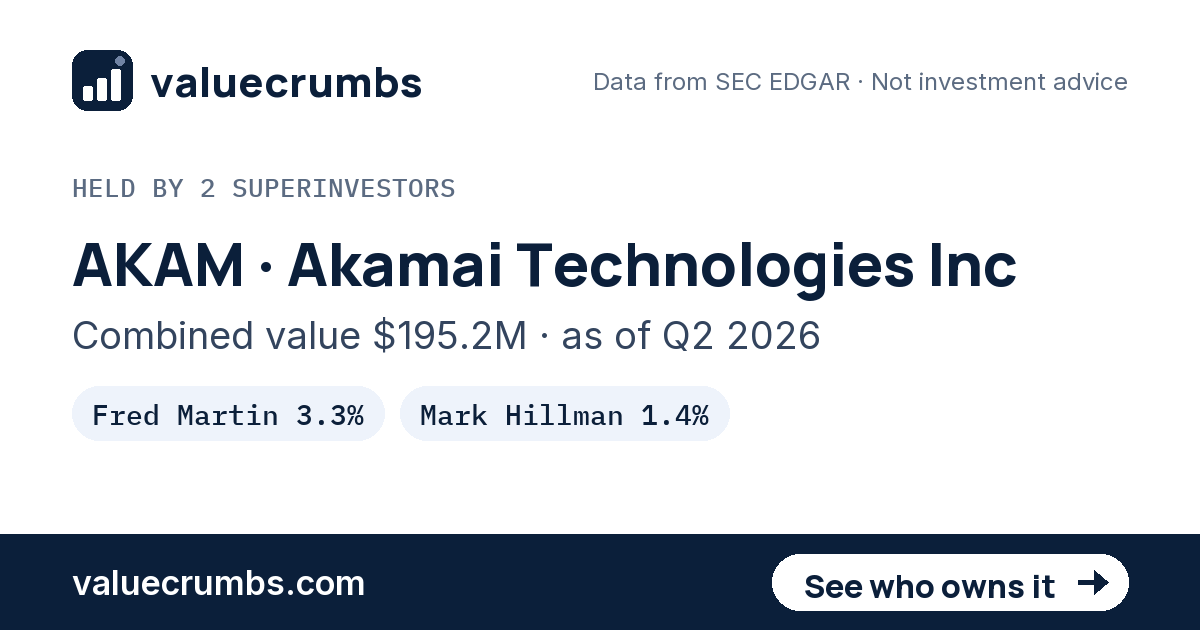 valuecrumbs
Data from SEC EDGAR · Not investment advice
HELD BY 2 SUPERINVESTORS
AKAM · Akamai Technologies Inc
Combined value $195.2M · as of Q2 2026
Fred Martin 3.3%
Mark Hillman 1.4%
valuecrumbs.com
See who owns it →